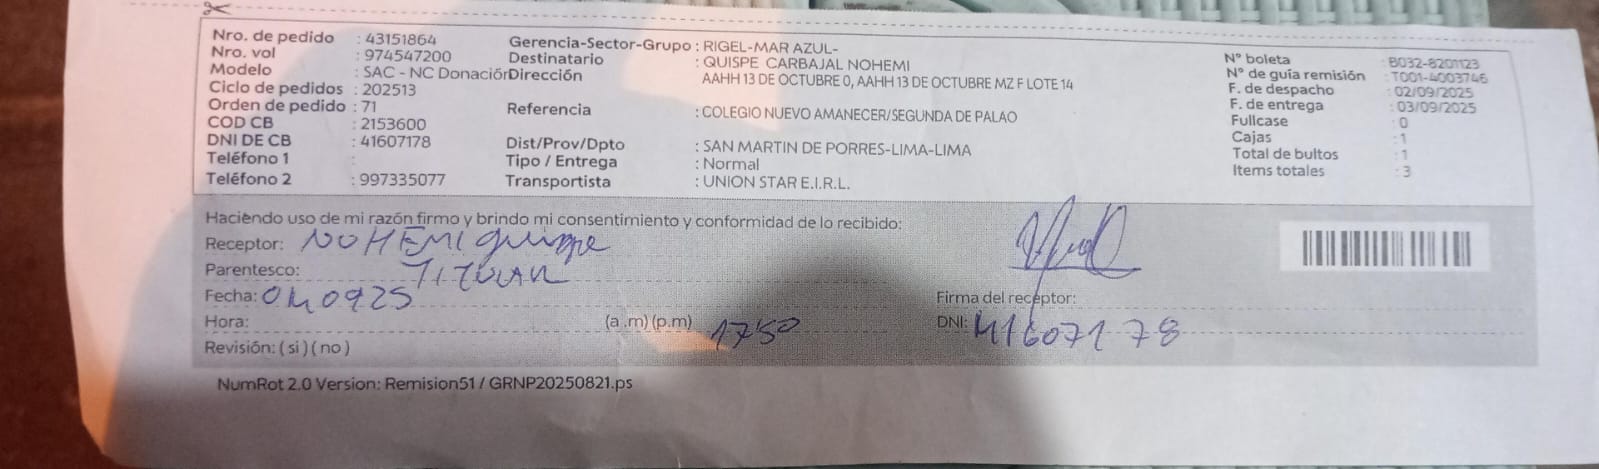 Nro. de pedido : 43151864
Nro. vol : 974547200
Modelo : SAC - NC Donación
Ciclo de pedidos : 202513
Orden de pedido : 71
COD CB : 2153600
DNI DE CB : 41607178
Teléfono 1 :
Teléfono 2 : 997335077
Gerencia-Sector-Grupo : RIGEL-MAR AZUL-
Destinatario : QUISPE CARBAJAL NOHEMI
Dirección AAHH 13 DE OCTUBRE 0, AAHH 13 DE OCTUBRE MZ F LOTE 14
Referencia : COLEGIO NUEVO AMANECER/SEGUNDA DE PALAO
Dist/Prov/Dpto : SAN MARTIN DE PORRES-LIMA-LIMA
Tipo / Entrega : Normal
Transportista : UNION STAR E.I.R.L.
N° boleta : B032-8201123
N° de guía remisión : T001-4003746
F. de despacho : 02/09/2025
F. de entrega : 03/09/2025
Fullcase : 0
Cajas : 1
Total de bultos : 1
Items totales : 3
Haciendo uso de mi razón firmo y brindo mi consentimiento y conformidad de lo recibido:
Receptor: NOHEMI quispe
Parentesco: TITULAR
Fecha: 040925
Firma del receptor:
Hora: (a .m) (p.m) 1750
DNI: 41607178
Revisión: ( si ) ( no )
NumRot 2.0 Version: Remision51 / GRNP20250821.ps